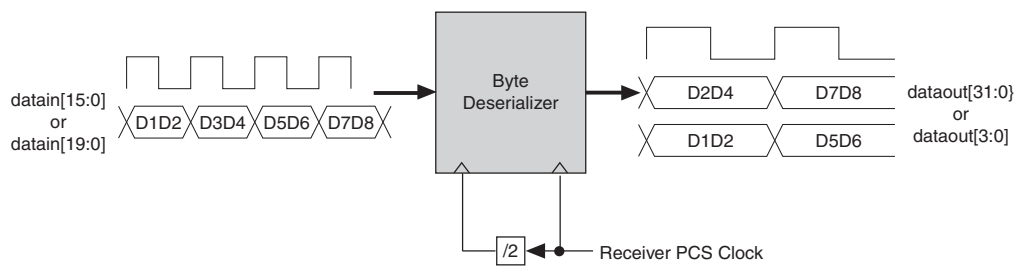 datain[15:0]
or
datain[19:0]
D1D2 D3D4 D5D6 D7D8
Byte
Deserializer
D2D4 D7D8
D1D2 D5D6
dataout[31:0}
or
dataout[3:0]
/2
Receiver PCS Clock